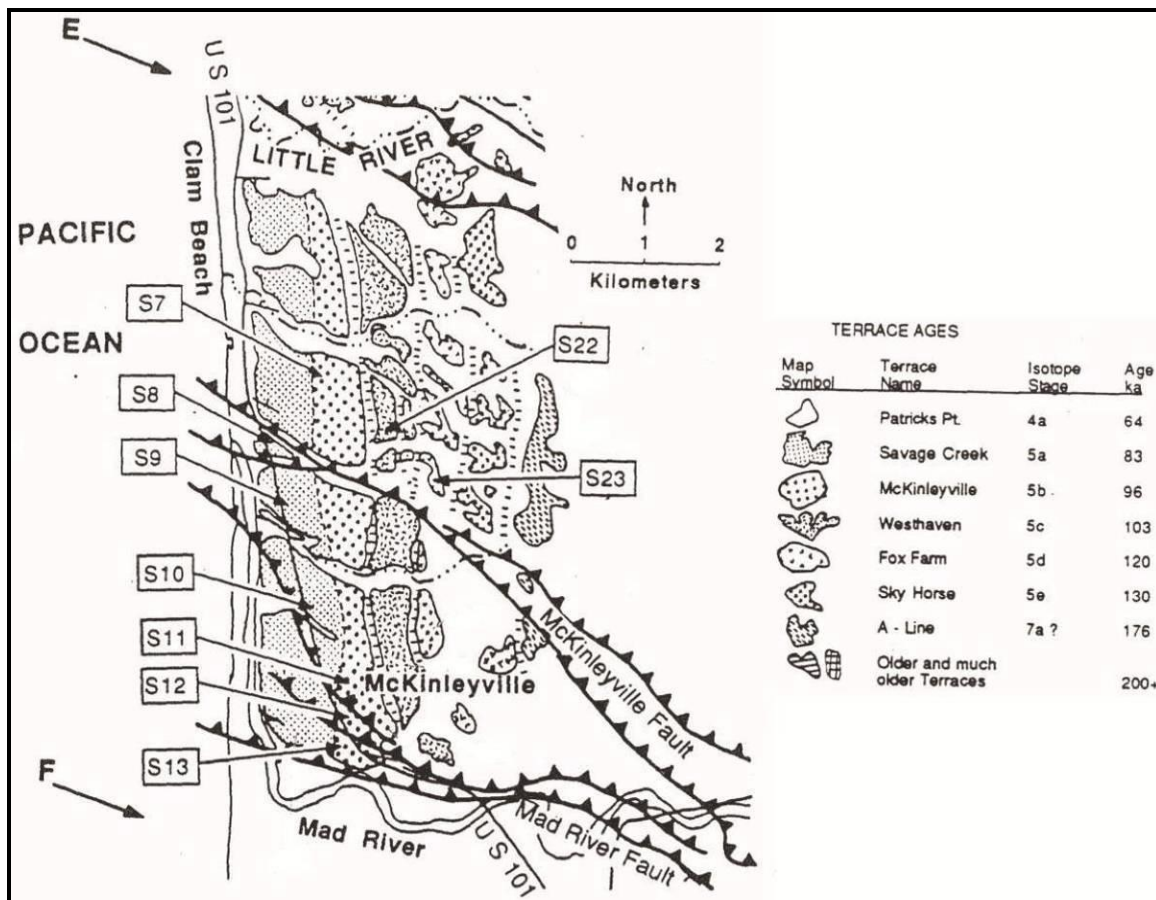 E
U S 101
Clam Beach
LITTLE RIVER
PACIFIC
OCEAN
North
0 1 2
Kilometers
S7
S8
S9
S22
S23
S10
S11
S12
S13
McKinleyville
McKinleyville Fault
F
Mad River
U S 101
Mad River Fault
TERRACE AGES
Map Symbol Terrace Name Isotope Stage Age ka
Patricks Pt. 4a 64
Savage Creek 5a 83
McKinleyville 5b 96
Westhaven 5c 103
Fox Farm 5d 120
Sky Horse 5e 130
A - Line 7a ? 176
Older and much
older Terraces 200+